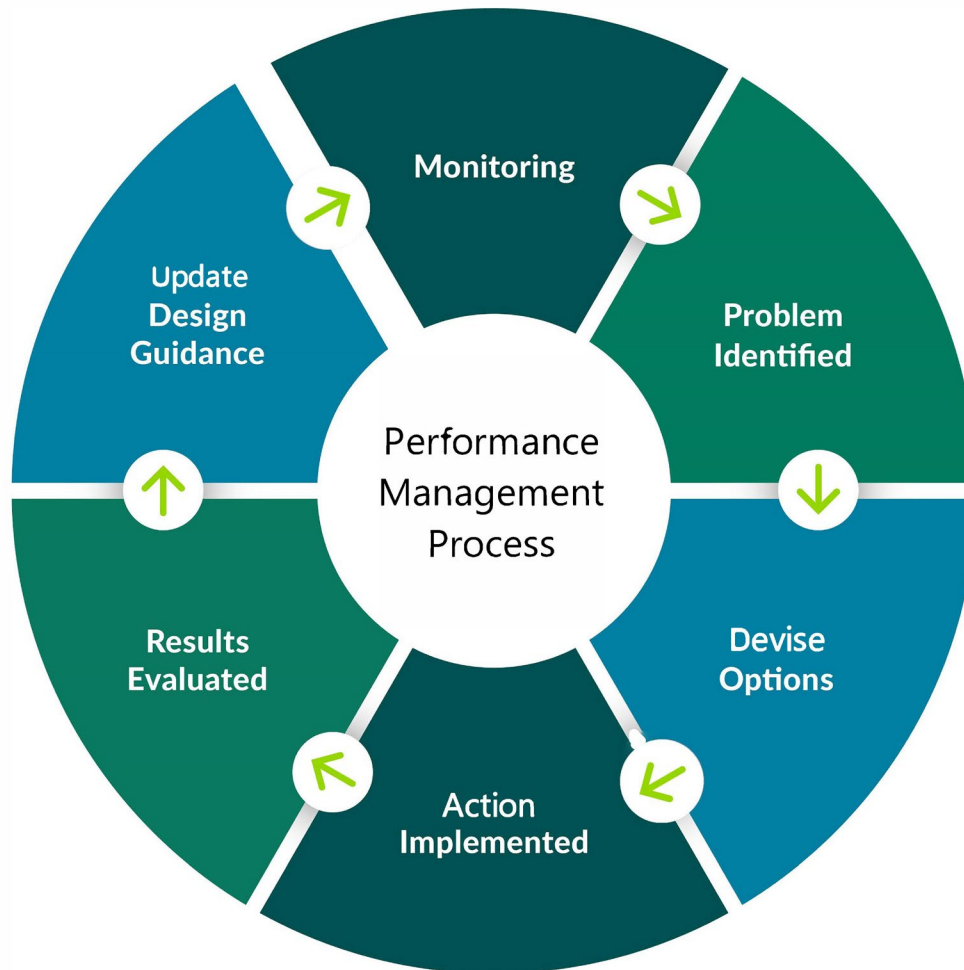 Monitoring
Problem
Identified
Devise
Options
Action
Implemented
Results
Evaluated
Update
Design
Guidance
Performance
Management
Process